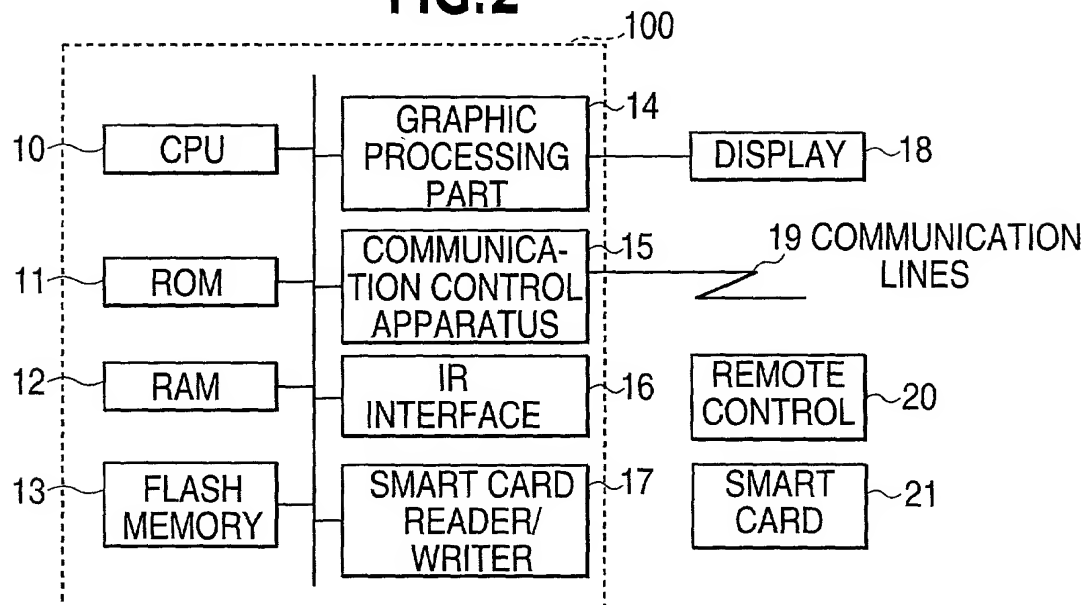 FIG.2
100
10
CPU
GRAPHIC
PROCESSING
PART
14
DISPLAY
18
11
ROM
COMMUNICA-
TION CONTROL
APPARATUS
15
19 COMMUNICATION
LINES
12
RAM
IR
INTERFACE
16
REMOTE
CONTROL
20
13
FLASH
MEMORY
SMART CARD
READER/
WRITER
17
SMART
CARD
21